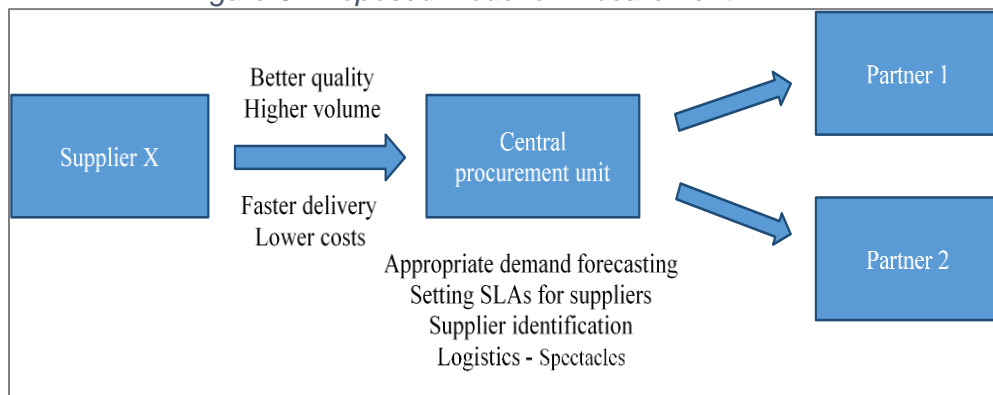 Better quality
Higher volume
Supplier X
Faster delivery
Lower costs
Central
procurement unit
Appropriate demand forecasting
Setting SLAs for suppliers
Supplier identification
Logistics - Spectacles
Partner 1
Partner 2